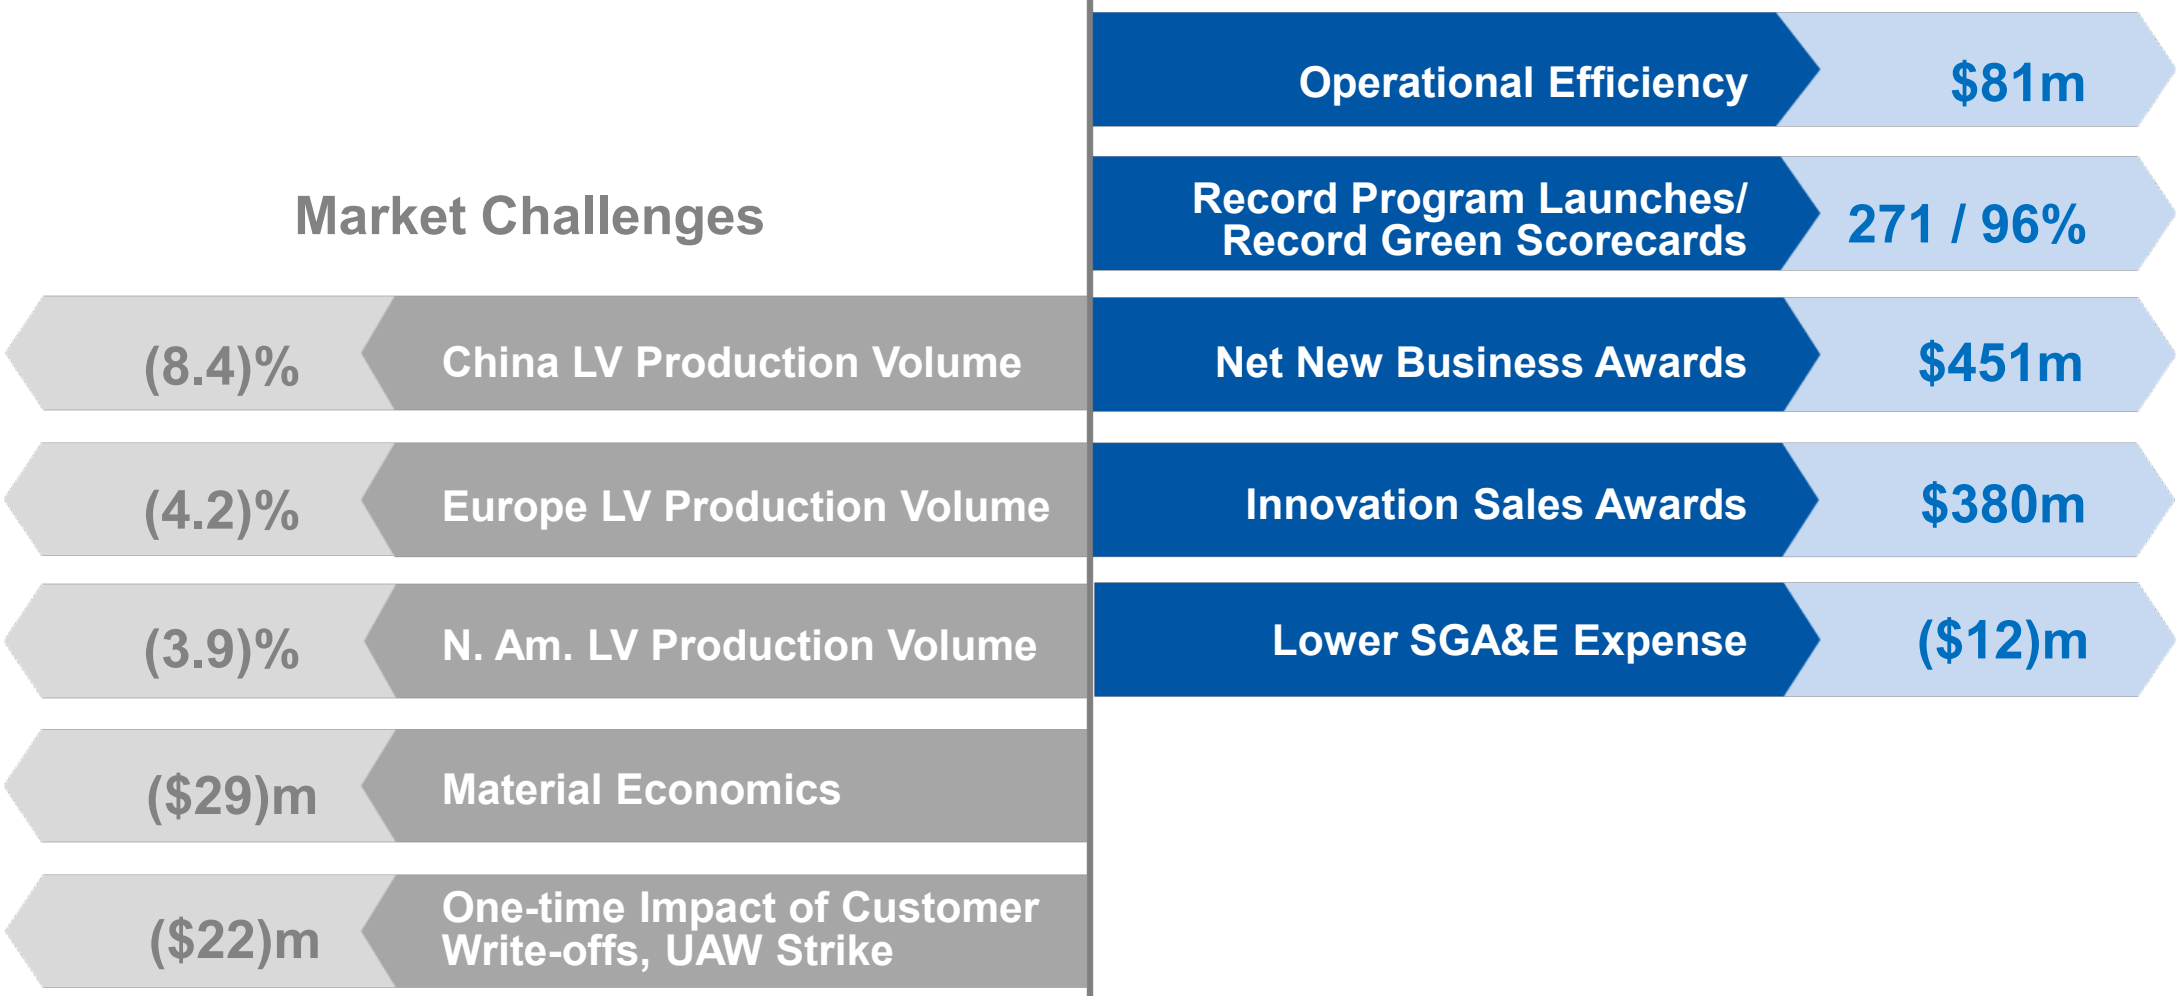 Market Challenges
(8.4)% China LV Production Volume
(4.2)% Europe LV Production Volume
(3.9)% N. Am. LV Production Volume
($29)m Material Economics
($22)m One-time Impact of Customer
Write-offs, UAW Strike
Operational Efficiency $81m
Record Program Launches/
Record Green Scorecards 271 / 96%
Net New Business Awards $451m
Innovation Sales Awards $380m
Lower SGA&E Expense ($12)m